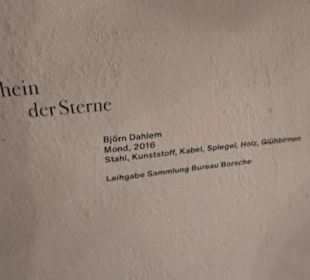 hein
der Sterne
Björn Dahlem
Mond, 2016
Stahl, Kunststoff, Kabel, Spiegel, Holz, Glühbirnen
Leihgabe Sammlung Bureau Borsche